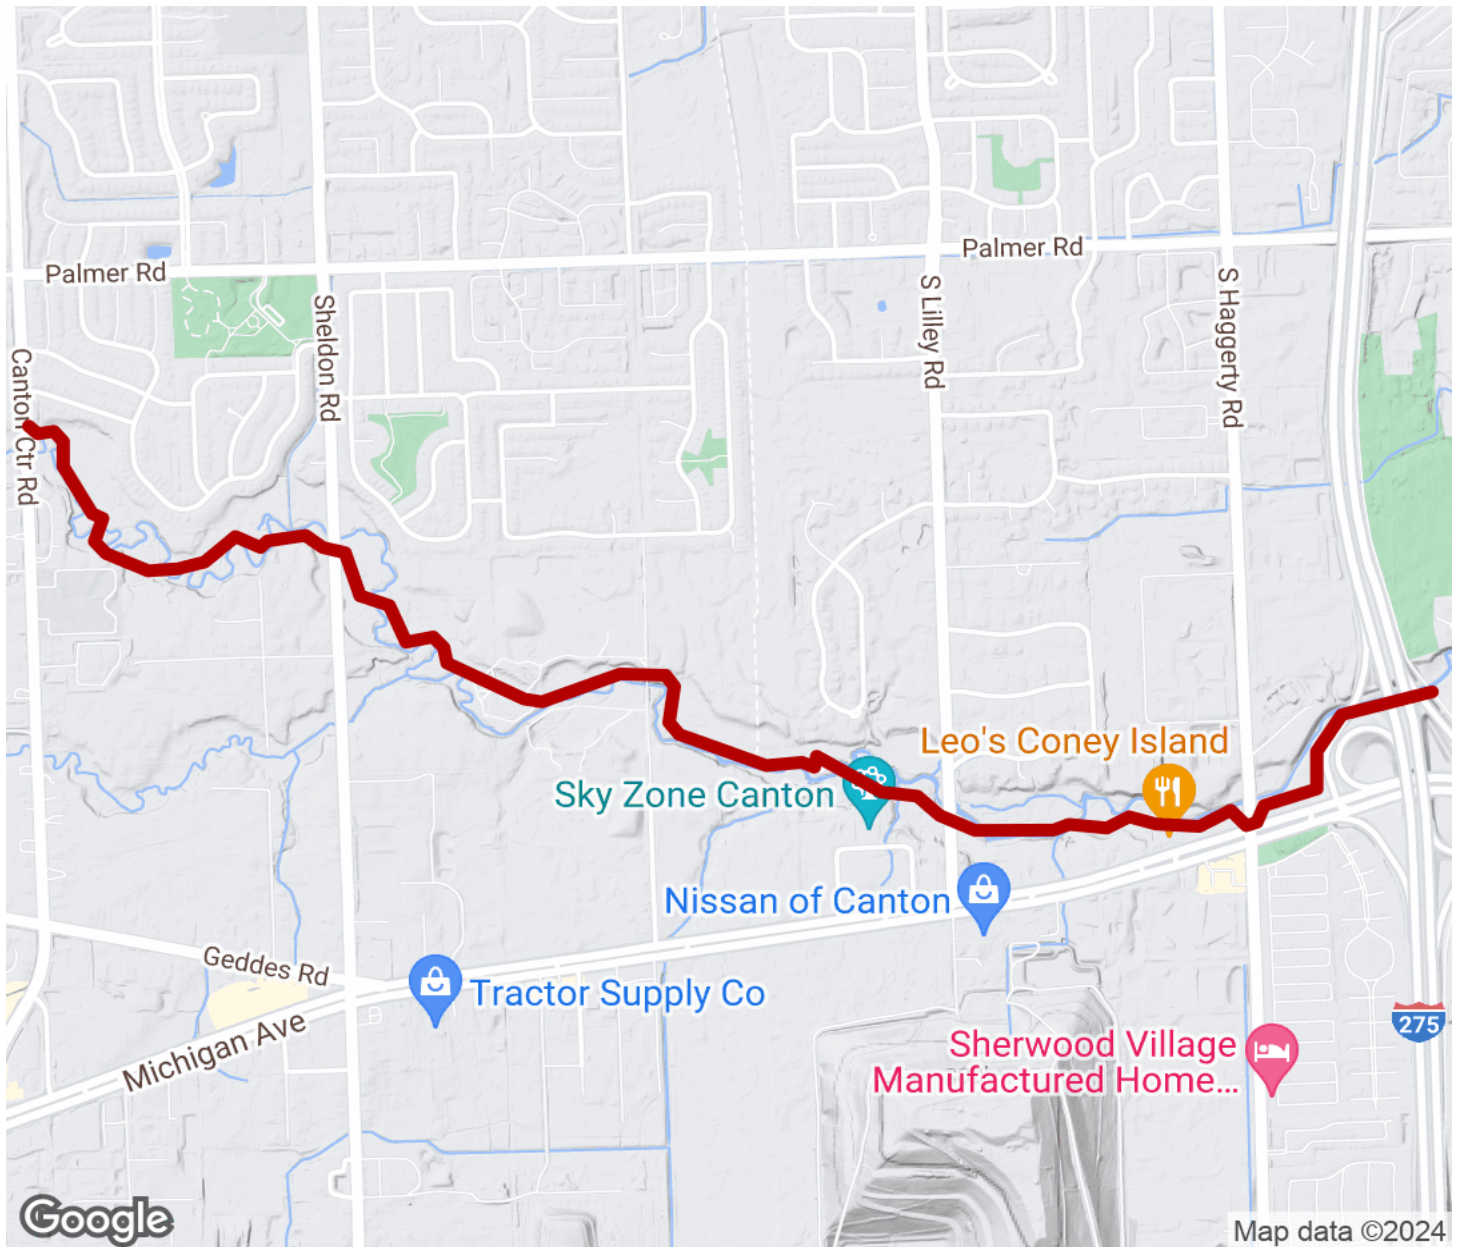 Palmer Rd
Palmer Rd
Canton Ctr Rd
Sheldon Rd
S Lilley Rd
S Haggerty Rd
Leo's Coney Island
Sky Zone Canton
Nissan of Canton
Geddes Rd
Tractor Supply Co
Michigan Ave
275
Sherwood Village
Manufactured Home...
Google
Map data ©2024